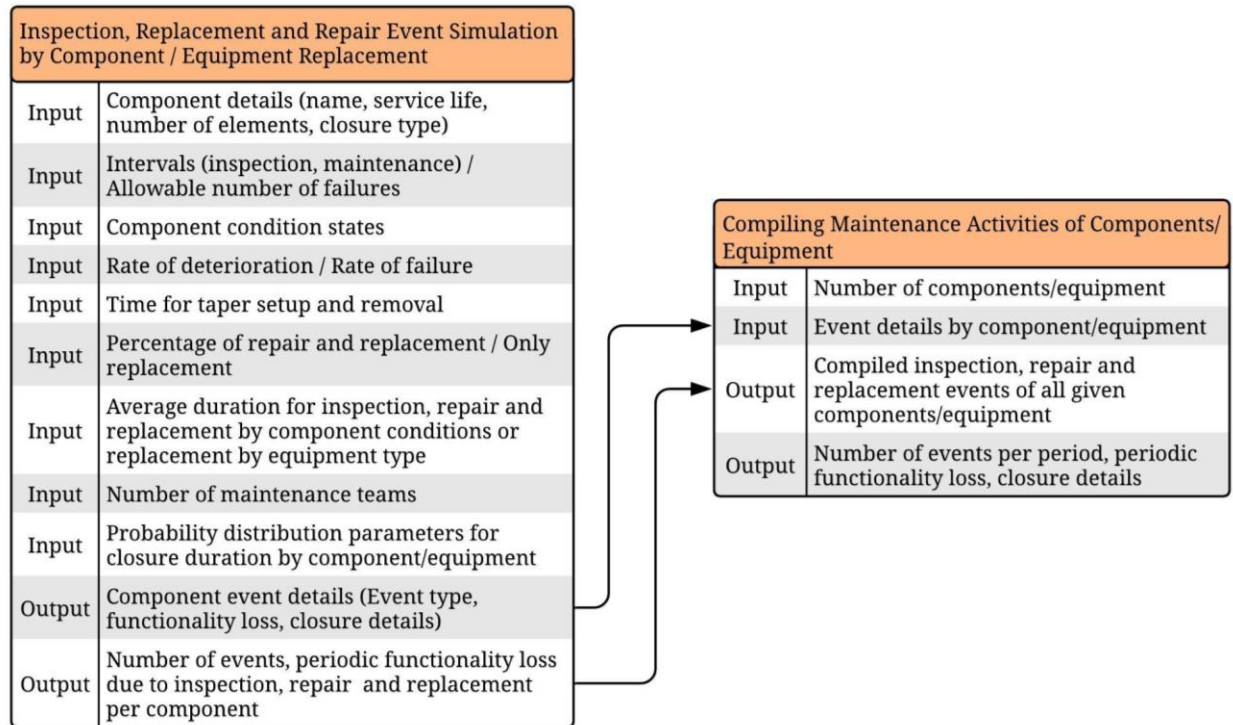 Inspection, Replacement and Repair Event Simulation
by Component / Equipment Replacement
Input
Component details (name, service life,
number of elements, closure type)
Input
Intervals (inspection, maintenance) /
Allowable number of failures
Input
Component condition states
Input
Rate of deterioration / Rate of failure
Input
Time for taper setup and removal
Input
Percentage of repair and replacement / Only
replacement
Input
Average duration for inspection, repair and
replacement by component conditions or
replacement by equipment type
Input
Number of maintenance teams
Input
Probability distribution parameters for
closure duration by component/equipment
Output
Component event details (Event type,
functionality loss, closure details)
Output
Number of events, periodic functionality loss
due to inspection, repair and replacement
per component
Compiling Maintenance Activities of Components/
Equipment
Input
Number of components/equipment
Input
Event details by component/equipment
Output
Compiled inspection, repair and
replacement events of all given
components/equipment
Output
Number of events per period, periodic
functionality loss, closure details